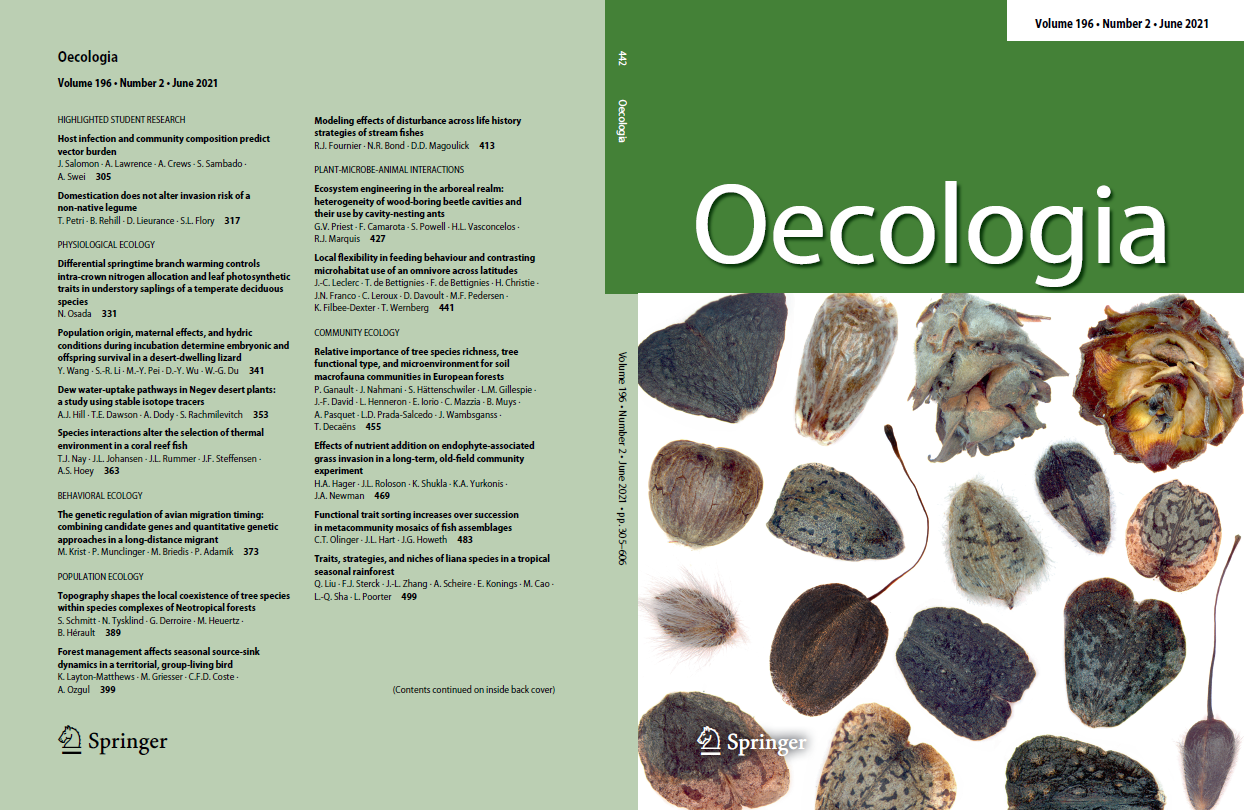 Oecologia
Volume 196 • Number 2 • June 2021
HIGHLIGHTED STUDENT RESEARCH
Host infection and community composition predict
vector burden
J. Salomon · A. Lawrence · A. Crews · S. Sambado ·
A. Swei 305
Domestication does not alter invasion risk of a
non-native legume
T. Petri · B. Rehill · D. Lieurance · S.L. Flory 317
PHYSIOLOGICAL ECOLOGY
Differential springtime branch warming controls
intra-crown nitrogen allocation and leaf photosynthetic
traits in understory saplings of a temperate deciduous
species
N. Osada 331
Population origin, maternal effects, and hydric
conditions during incubation determine embryonic and
offspring survival in a desert-dwelling lizard
Y. Wang · S.-R. Li · M.-Y. Pei · D.-Y. Wu · W.-G. Du 341
Dew water-uptake pathways in Negev desert plants:
a study using stable isotope tracers
A.J. Hill · T.E. Dawson · A. Dody · S. Rachmilevitch 353
Species interactions alter the selection of thermal
environment in a coral reef fish
T.J. Nay · J.L. Johansen · J.L. Rummer · J.F. Steffensen ·
A.S. Hoey 363
BEHAVIORAL ECOLOGY
The genetic regulation of avian migration timing:
combining candidate genes and quantitative genetic
approaches in a long-distance migrant
M. Krist · P. Munclinger · M. Briedis · P. Adamík 373
POPULATION ECOLOGY
Topography shapes the local coexistence of tree species
within species complexes of Neotropical forests
S. Schmitt · N. Tysklind · G. Derroire · M. Heuertz ·
B. Hérault 389
Forest management affects seasonal source-sink
dynamics in a territorial, group-living bird
K. Layton-Matthews · M. Griesser · C.F.D. Coste ·
A. Ozgul 399
Modeling effects of disturbance across life history
strategies of stream fishes
R.J. Fournier · N.R. Bond · D.D. Magoulick 413
PLANT-MICROBE-ANIMAL INTERACTIONS
Ecosystem engineering in the arboreal realm:
heterogeneity of wood-boring beetle cavities and
their use by cavity-nesting ants
G.V. Priest · F. Camarota · S. Powell · H.L. Vasconcelos ·
R.J. Marquis 427
Local flexibility in feeding behaviour and contrasting
microhabitat use of an omnivore across latitudes
J.-C. Leclerc · T. de Bettignies · F. de Bettignies · H. Christie ·
J.N. Franco · C. Leroux · D. Davoult · M.F. Pedersen ·
K. Filbee-Dexter · T. Wernberg 441
COMMUNITY ECOLOGY
Relative importance of tree species richness, tree
functional type, and microenvironment for soil
macrofauna communities in European forests
P. Ganault · J. Nahmani · S. Hättenschwiler · L.M. Gillespie ·
J.-F. David · L. Henneron · E. Iorio · C. Mazzia · B. Muys ·
A. Pasquet · L.D. Prada-Salcedo · J. Wambsganss ·
T. Decaëns 455
Effects of nutrient addition on endophyte-associated
grass invasion in a long-term, old-field community
experiment
H.A. Hager · J.L. Roloson · K. Shukla · K.A. Yurkonis ·
J.A. Newman 469
Functional trait sorting increases over succession
in metacommunity mosaics of fish assemblages
C.T. Olinger · J.L. Hart · J.G. Howeth 483
Traits, strategies, and niches of liana species in a tropical
seasonal rainforest
Q. Liu · F.J. Sterck · J.-L. Zhang · A. Scheire · E. Konings · M. Cao ·
L.-Q. Sha · L. Poorter 499
(Contents continued on inside back cover)
Springer
442 Oecologia Volume 196 • Number 2 • June 2021 • pp. 305–606
Volume 196 • Number 2 • June 2021
Oecologia
Springer